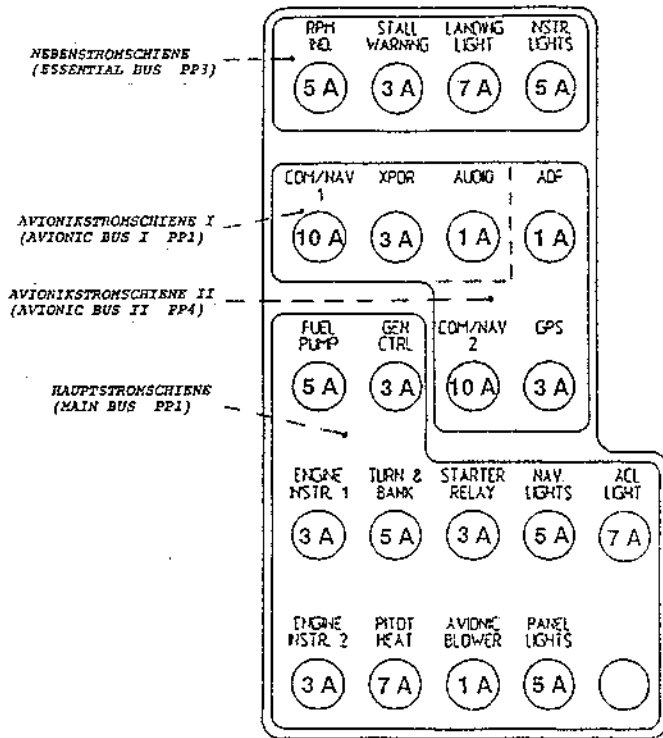 RPM STALL LANDING INSTR.
IND. WARNING LIGHT LIGHTS
NEBENSTROMSCHIENE
(ESSENTIAL BUS PP3)
5 A 3 A 7 A 5 A
COM/NAV XPDR AUDIO ADF
1
AVIONIKSTROMSCHIENE I
(AVIONIC BUS I PP1)
10 A 3 A 1 A 1 A
AVIONIKSTROMSCHIENE II
(AVIONIC BUS II PP4)
FUEL GEN COM/NAV GPS
PUMP CTRL 2
5 A 3 A 10 A 3 A
HAUPTSTROMSCHIENE
(MAIN BUS PP1)
ENGINE TURN & STARTER NAV. ACL
INSTR. 1 BANK RELAY LIGHTS LIGHT
3 A 5 A 3 A 5 A 7 A
ENGINE PITOT AVIONIC PANEL
INSTR. 2 HEAT BLOWER LIGHTS
3 A 7 A 1 A 5 A